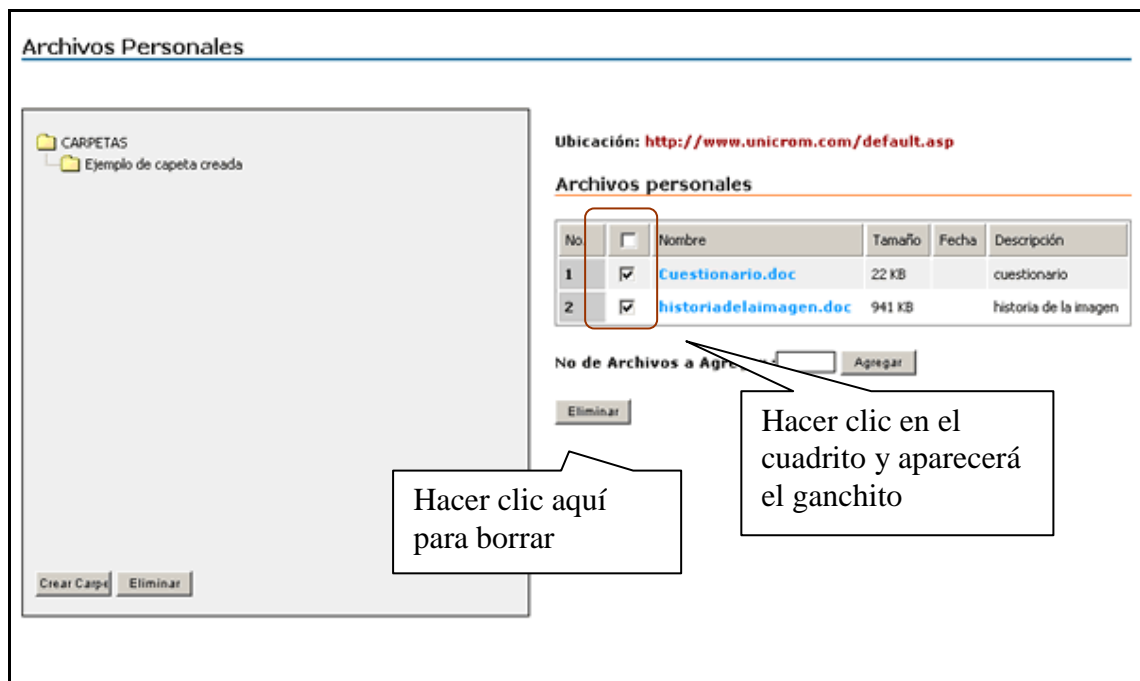 Archivos Personales
CARPETAS
Ejemplo de capeta creada
Ubicación: http://www.unicrom.com/default.asp
Archivos personales
No. Nombre Tamaño Fecha Descripción
1 Cuestionario.doc 22 KB cuestionario
2 historiadelaimagen.doc 941 KB historia de la imagen
No de Archivos a Agregar: Agregar
Eliminar
Hacer clic en el
cuadrito y aparecerá
el ganchito
Hacer clic aquí
para borrar
Crear Carpe Eliminar